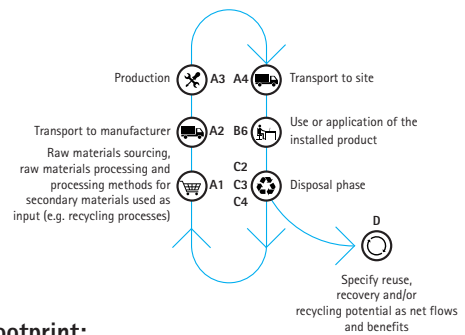 Production
A3
A4
Transport to site
Transport to manufacturer
A2
B6
Use or application of the
installed product
Raw materials sourcing,
raw materials processing and
processing methods for
secondary materials used as
input (e.g. recycling processes)
A1
C2
C3
C4
Disposal phase
D
Specify reuse,
recovery and/or
recycling potential as net flows
and benefits
ootprint: